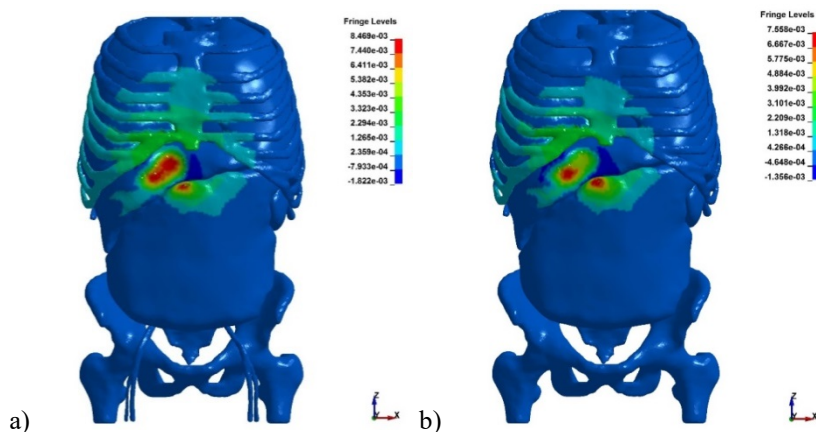 Fringe Levels
8.469e-03
7.440e-03
6.411e-03
5.382e-03
4.353e-03
3.323e-03
2.294e-03
1.265e-03
2.359e-04
-7.933e-04
-1.822e-03
Z
Y X
a)
Fringe Levels
7.558e-03
6.667e-03
5.775e-03
4.884e-03
3.992e-03
3.101e-03
2.209e-03
1.318e-03
4.266e-04
-4.648e-04
-1.356e-03
Z
Y X
b)